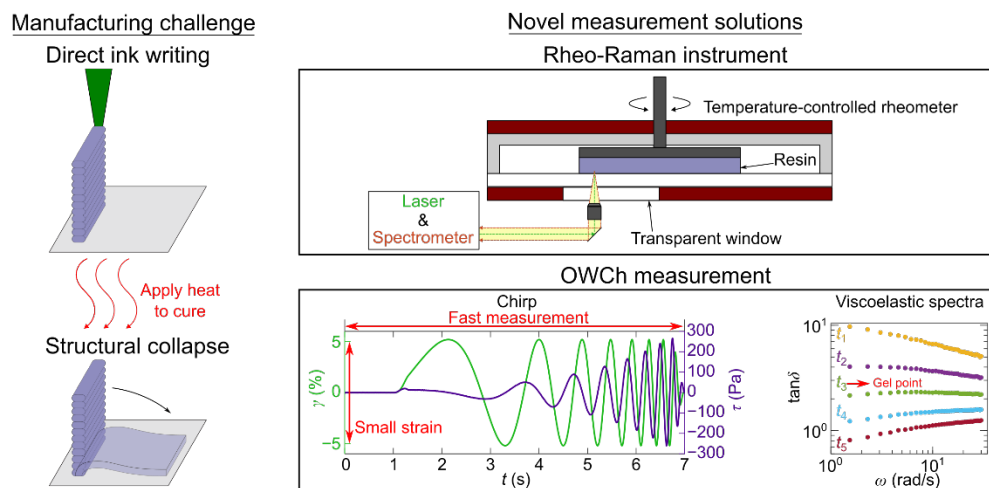 Manufacturing challenge
Direct ink writing
Apply heat
to cure
Structural collapse
Novel measurement solutions
Rheo-Raman instrument
Temperature-controlled rheometer
Resin
Laser
&
Spectrometer
Transparent window
OWCh measurement
Chirp
Fast measurement
Small strain
5
0
−5
γ (%)
0 1 2 3 4 5 6 7
t (s)
300
200
100
0
−100
−200
−300
τ (Pa)
Viscoelastic spectra
10¹
10⁰
tanδ
t₁
t₂
t₃
Gel point
t₄
t₅
10⁰ 10¹
ω (rad/s)